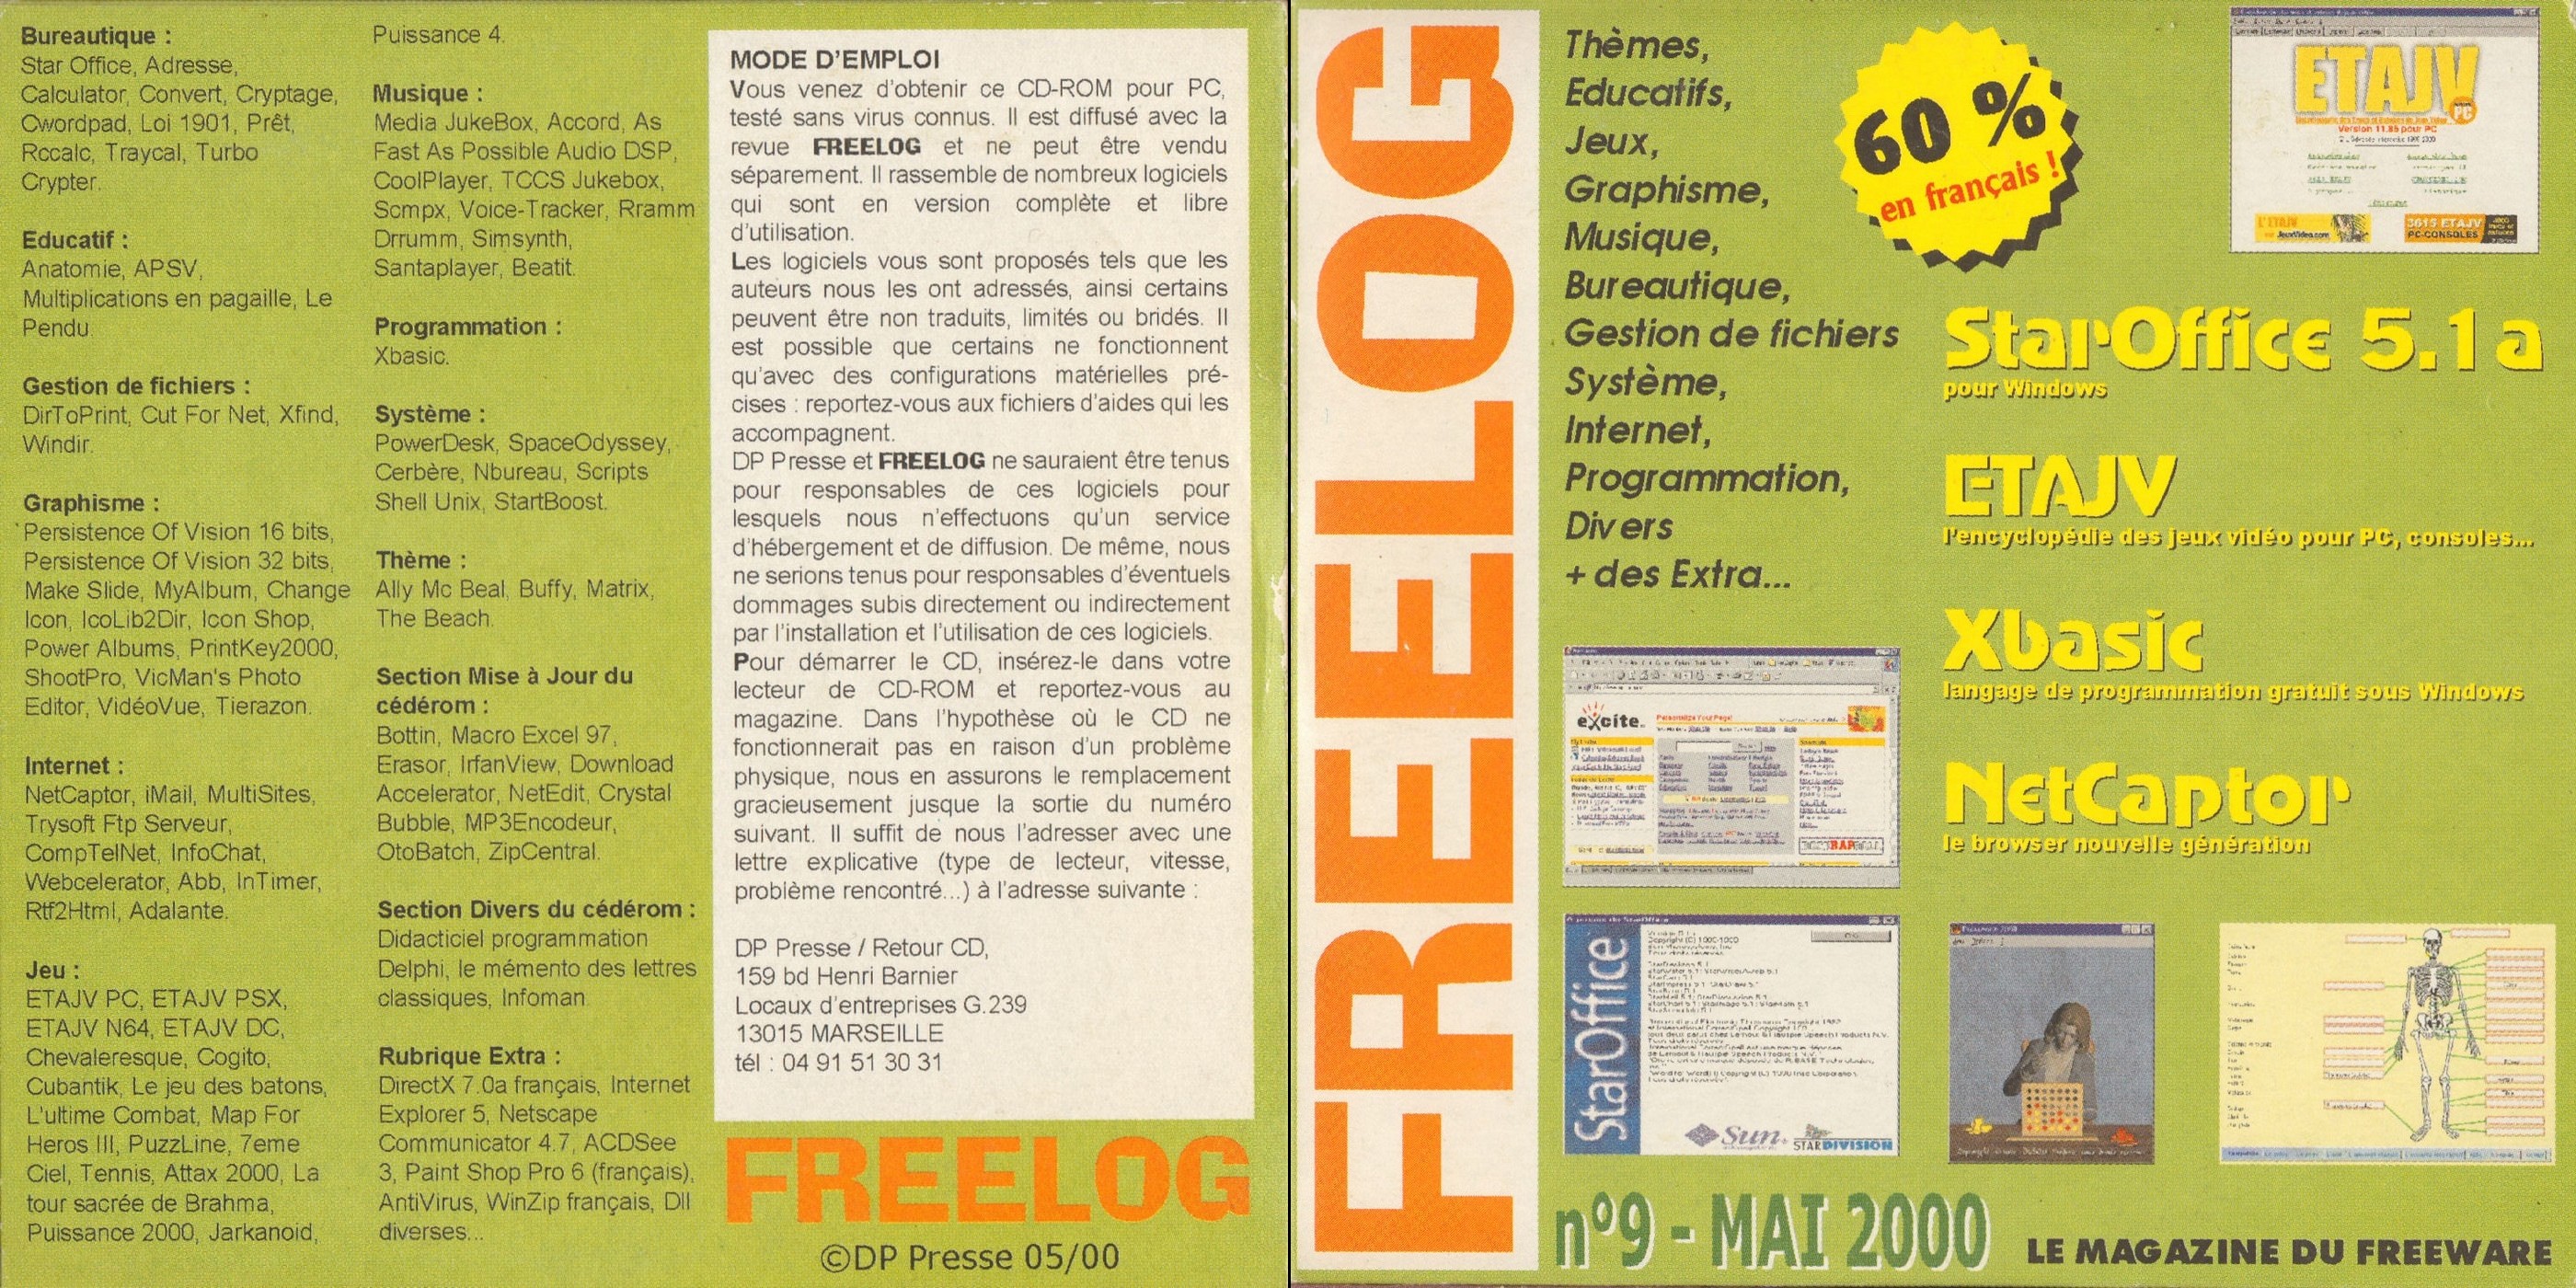 Bureautique :
Star Office, Adresse,
Calculator, Convert, Cryptage,
Cwordpad, Loi 1901, Prêt,
Rccalc, Traycal, Turbo
Crypter.
Educatif :
Anatomie, APSV,
Multiplications en pagaille, Le
Pendu.
Gestion de fichiers :
DirToPrint, Cut For Net, Xfind,
Windir.
Graphisme :
Persistence Of Vision 16 bits,
Persistence Of Vision 32 bits,
Make Slide, MyAlbum, Change
Icon, IcoLib2Dir, Icon Shop,
Power Albums, PrintKey2000,
ShootPro, VicMan's Photo
Editor, VidéoVue, Tierazon.
Internet :
NetCaptor, iMail, MultiSites,
Trysoft Ftp Serveur,
CompTelNet, InfoChat,
Webcelerator, Abb, InTimer,
Rtf2Html, Adalante.
Jeu :
ETAJV PC, ETAJV PSX,
ETAJV N64, ETAJV DC,
Chevaleresque, Cogito,
Cubantik, Le jeu des batons,
L'ultime Combat, Map For
Heros III, PuzzLine, 7eme
Ciel, Tennis, Attax 2000, La
tour sacrée de Brahma,
Puissance 2000, Jarkanoid,
Puissance 4.
Musique :
Media JukeBox, Accord, As
Fast As Possible Audio DSP,
CoolPlayer, TCCS Jukebox,
Scmpx, Voice-Tracker, Rramm
Drrumm, Simsynth,
Santaplayer, Beatit.
Programmation :
Xbasic.
Système :
PowerDesk, SpaceOdyssey,
Cerbère, Nbureau, Scripts
Shell Unix, StartBoost.
Thème :
Ally Mc Beal, Buffy, Matrix,
The Beach.
Section Mise à Jour du
cédérom :
Bottin, Macro Excel 97,
Erasor, IrfanView, Download
Accelerator, NetEdit, Crystal
Bubble, MP3Encodeur,
OtoBatch, ZipCentral.
Section Divers du cédérom :
Didacticiel programmation
Delphi, le mémento des lettres
classiques, Infoman.
Rubrique Extra :
DirectX 7.0a français, Internet
Explorer 5, Netscape
Communicator 4.7, ACDSee
3, Paint Shop Pro 6 (français),
AntiVirus, WinZip français, Dll
diverses...
MODE D'EMPLOI
Vous venez d'obtenir ce CD-ROM pour PC,
testé sans virus connus. Il est diffusé avec la
revue FREELOG et ne peut être vendu
séparement. Il rassemble de nombreux logiciels
qui sont en version complète et libre
d'utilisation.
Les logiciels vous sont proposés tels que les
auteurs nous les ont adressés, ainsi certains
peuvent être non traduits, limités ou bridés. Il
est possible que certains ne fonctionnent
qu'avec des configurations matérielles pré-
cises : reportez-vous aux fichiers d'aides qui les
accompagnent.
DP Presse et FREELOG ne sauraient être tenus
pour responsables de ces logiciels pour
lesquels nous n'effectuons qu'un service
d'hébergement et de diffusion. De même, nous
ne serions tenus pour responsables d'éventuels
dommages subis directement ou indirectement
par l'installation et l'utilisation de ces logiciels.
Pour démarrer le CD, insérez-le dans votre
lecteur de CD-ROM et reportez-vous au
magazine. Dans l'hypothèse où le CD ne
fonctionnerait pas en raison d'un problème
physique, nous en assurons le remplacement
gracieusement jusque la sortie du numéro
suivant. Il suffit de nous l'adresser avec une
lettre explicative (type de lecteur, vitesse,
problème rencontré...) à l'adresse suivante :
DP Presse / Retour CD,
159 bd Henri Barnier
Locaux d'entreprises G.239
13015 MARSEILLE
tél : 04 91 51 30 31
FREELOG
©DP Presse 05/00
FREELOG
Thèmes,
Educatifs,
Jeux,
Graphisme,
Musique,
Bureautique,
Gestion de fichiers
Système,
Internet,
Programmation,
Divers
+ des Extra...
60 %
en français !
ETAJV
PC
Version 11.85 pour PC
L'ETAJV
sur JeuxVideo.com
3615 ETAJV
PC-CONSOLES
StarOffice 5.1a
pour Windows
ETAJV
l'encyclopédie des jeux vidéo pour PC, consoles...
Xbasic
langage de programmation gratuit sous Windows
NetCaptor
le browser nouvelle génération
excite
Personalize Your Page!
StarOffice
Sun
STARDIVISION
n°9 - MAI 2000
LE MAGAZINE DU FREEWARE